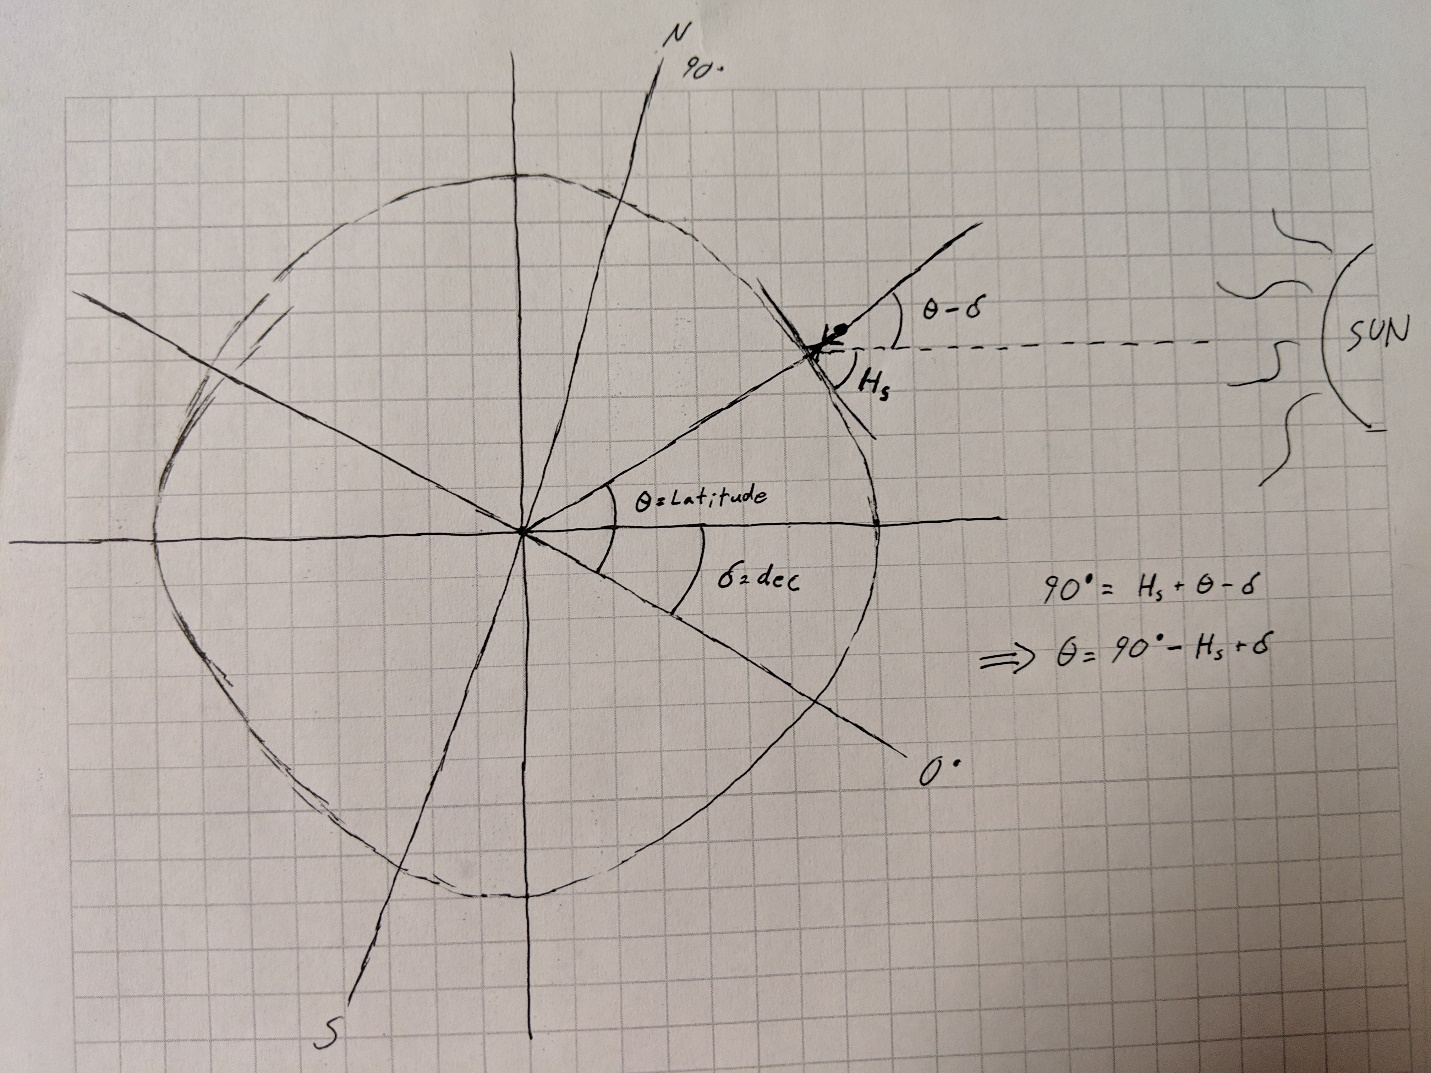 N
90°
θ-δ
SUN
Hs
θ=Latitude
δ=dec
90°= Hs + θ - δ
⇒ θ= 90°- Hs + δ
0°
S